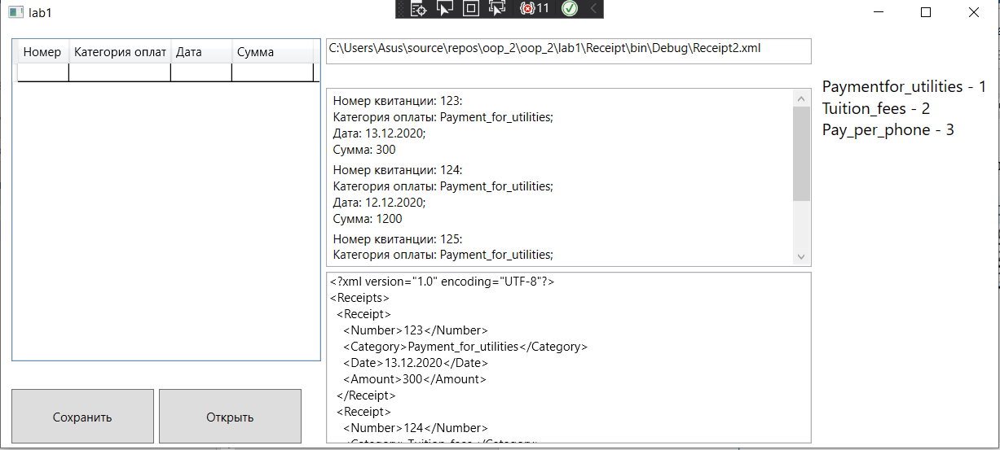 lab1
11
Номер Категория оплат Дата Сумма
C:\Users\Asus\source\repos\oop_2\oop_2\lab1\Receipt\bin\Debug\Receipt2.xml
Номер квитанции: 123:
Категория оплаты: Payment_for_utilities;
Дата: 13.12.2020;
Сумма: 300
Номер квитанции: 124:
Категория оплаты: Payment_for_utilities;
Дата: 12.12.2020;
Сумма: 1200
Номер квитанции: 125:
Категория оплаты: Payment_for_utilities;
Paymentfor_utilities - 1
Tuition_fees - 2
Pay_per_phone - 3
<?xml version="1.0" encoding="UTF-8"?>
<Receipts>
<Receipt>
<Number>123</Number>
<Category>Payment_for_utilities</Category>
<Date>13.12.2020</Date>
<Amount>300</Amount>
</Receipt>
<Receipt>
<Number>124</Number>
<Category>Tuition_fees</Category>
Сохранить
Открыть